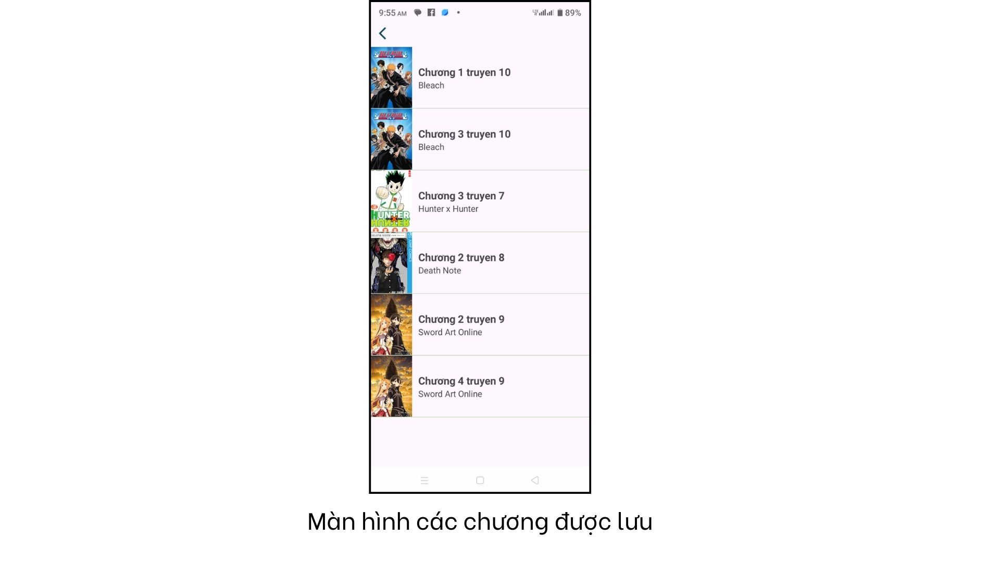 9:55 AM
89%
BLEACH
Chương 1 truyen 10
Bleach
BLEACH
Chương 3 truyen 10
Bleach
HUNTER
HUNTER
Chương 3 truyen 7
Hunter x Hunter
DEATH NOTE
JUMP COMICS
Chương 2 truyen 8
Death Note
Chương 2 truyen 9
Sword Art Online
Chương 4 truyen 9
Sword Art Online
Màn hình các chương được lưu